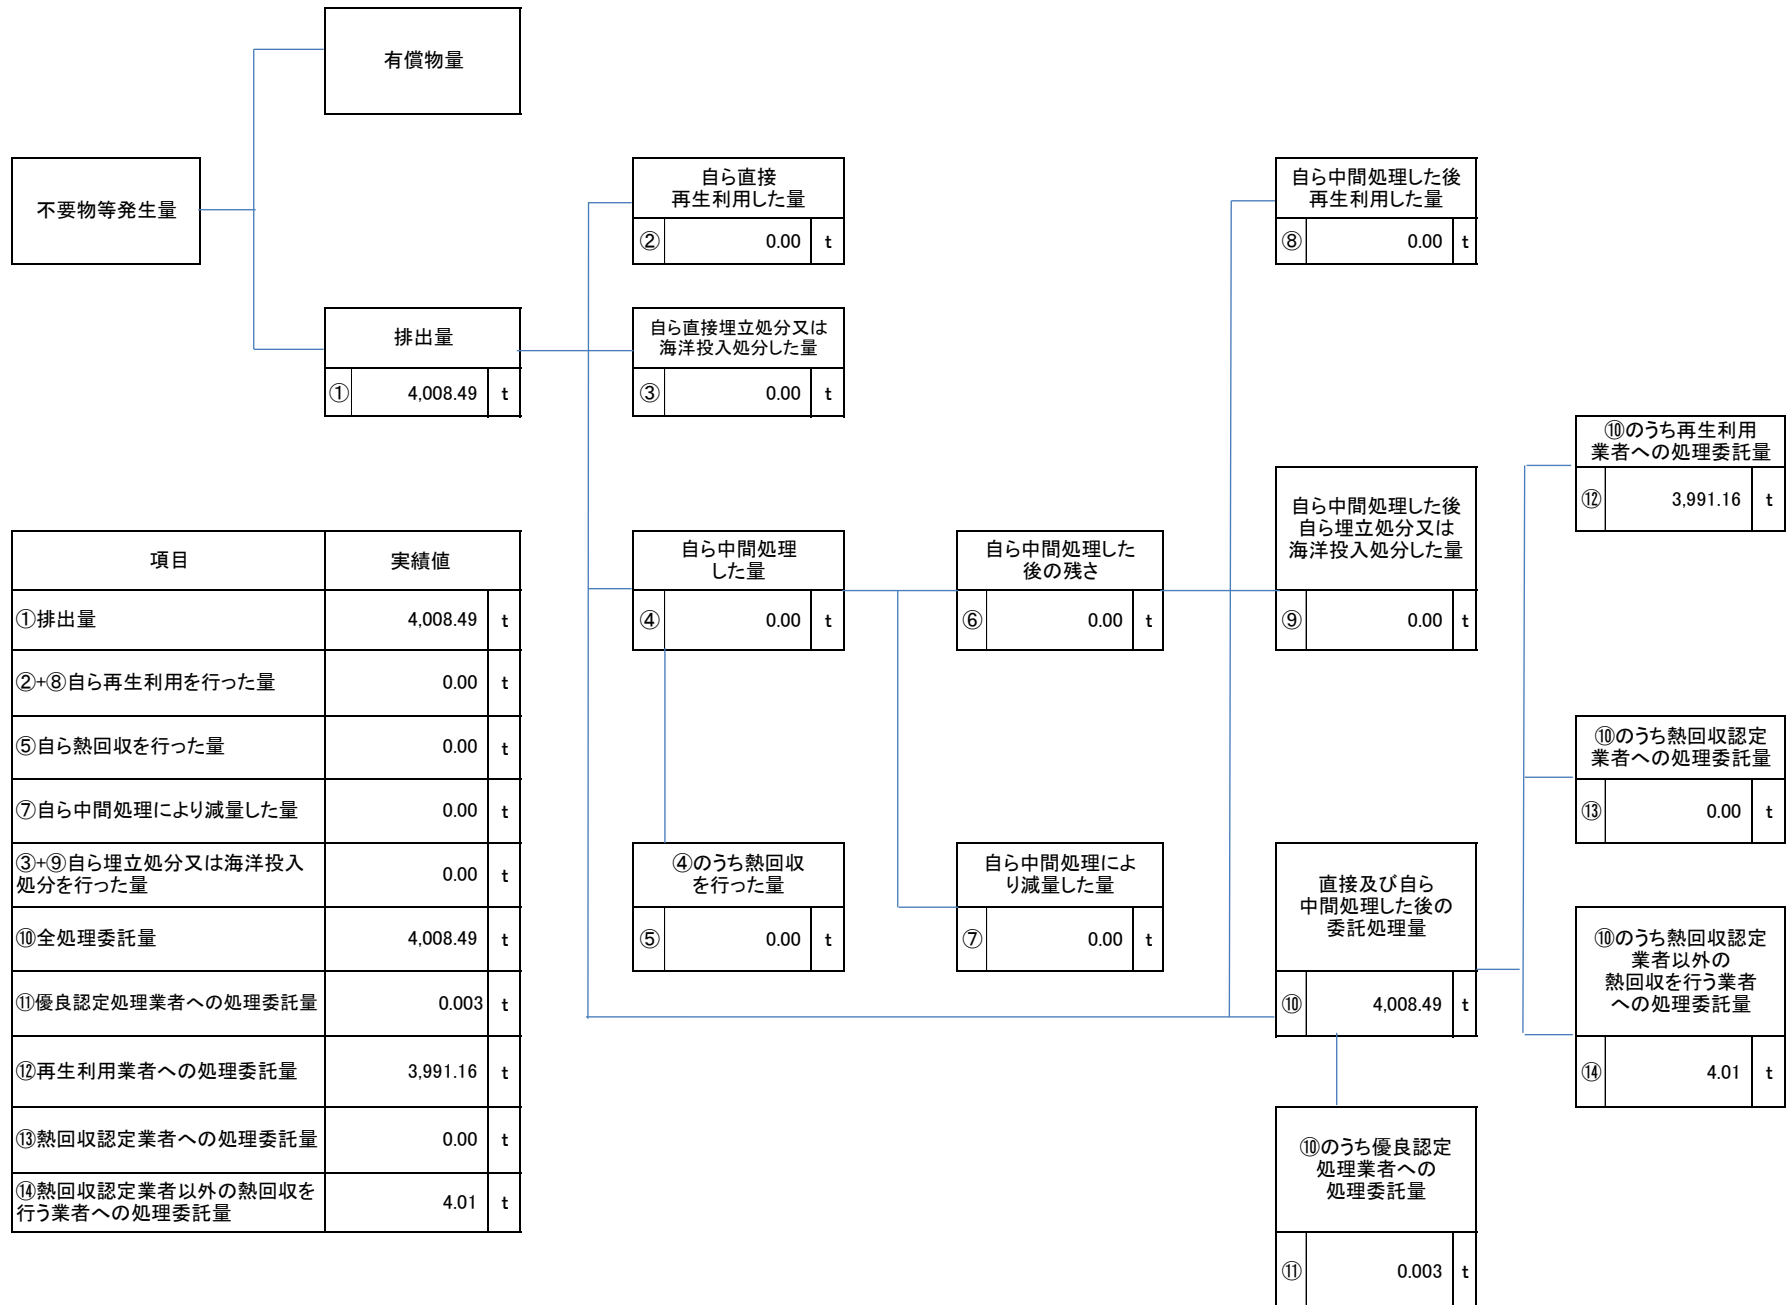 有償物量
不要物等発生量
排出量
① 4,008.49 t
自ら直接
再生利用した量
② 0.00 t
自ら直接埋立処分又は
海洋投入処分した量
③ 0.00 t
自ら中間処理
した量
④ 0.00 t
④のうち熱回収
を行った量
⑤ 0.00 t
自ら中間処理した
後の残さ
⑥ 0.00 t
自ら中間処理によ
り減量した量
⑦ 0.00 t
自ら中間処理した後
再生利用した量
⑧ 0.00 t
自ら中間処理した後
自ら埋立処分又は
海洋投入処分した量
⑨ 0.00 t
直接及び自ら
中間処理した後の
委託処理量
⑩ 4,008.49 t
⑩のうち優良認定
処理業者への
処理委託量
⑪ 0.003 t
⑩のうち再生利用
業者への処理委託量
⑫ 3,991.16 t
⑩のうち熱回収認定
業者への処理委託量
⑬ 0.00 t
⑩のうち熱回収認定
業者以外の
熱回収を行う業者
への処理委託量
⑭ 4.01 t
項目 実績値
①排出量 4,008.49 t
②+⑧自ら再生利用を行った量 0.00 t
⑤自ら熱回収を行った量 0.00 t
⑦自ら中間処理により減量した量 0.00 t
③+⑨自ら埋立処分又は海洋投入
処分を行った量 0.00 t
⑩全処理委託量 4,008.49 t
⑪優良認定処理業者への処理委託量 0.003 t
⑫再生利用業者への処理委託量 3,991.16 t
⑬熱回収認定業者への処理委託量 0.00 t
⑭熱回収認定業者以外の熱回収を
行う業者への処理委託量 4.01 t